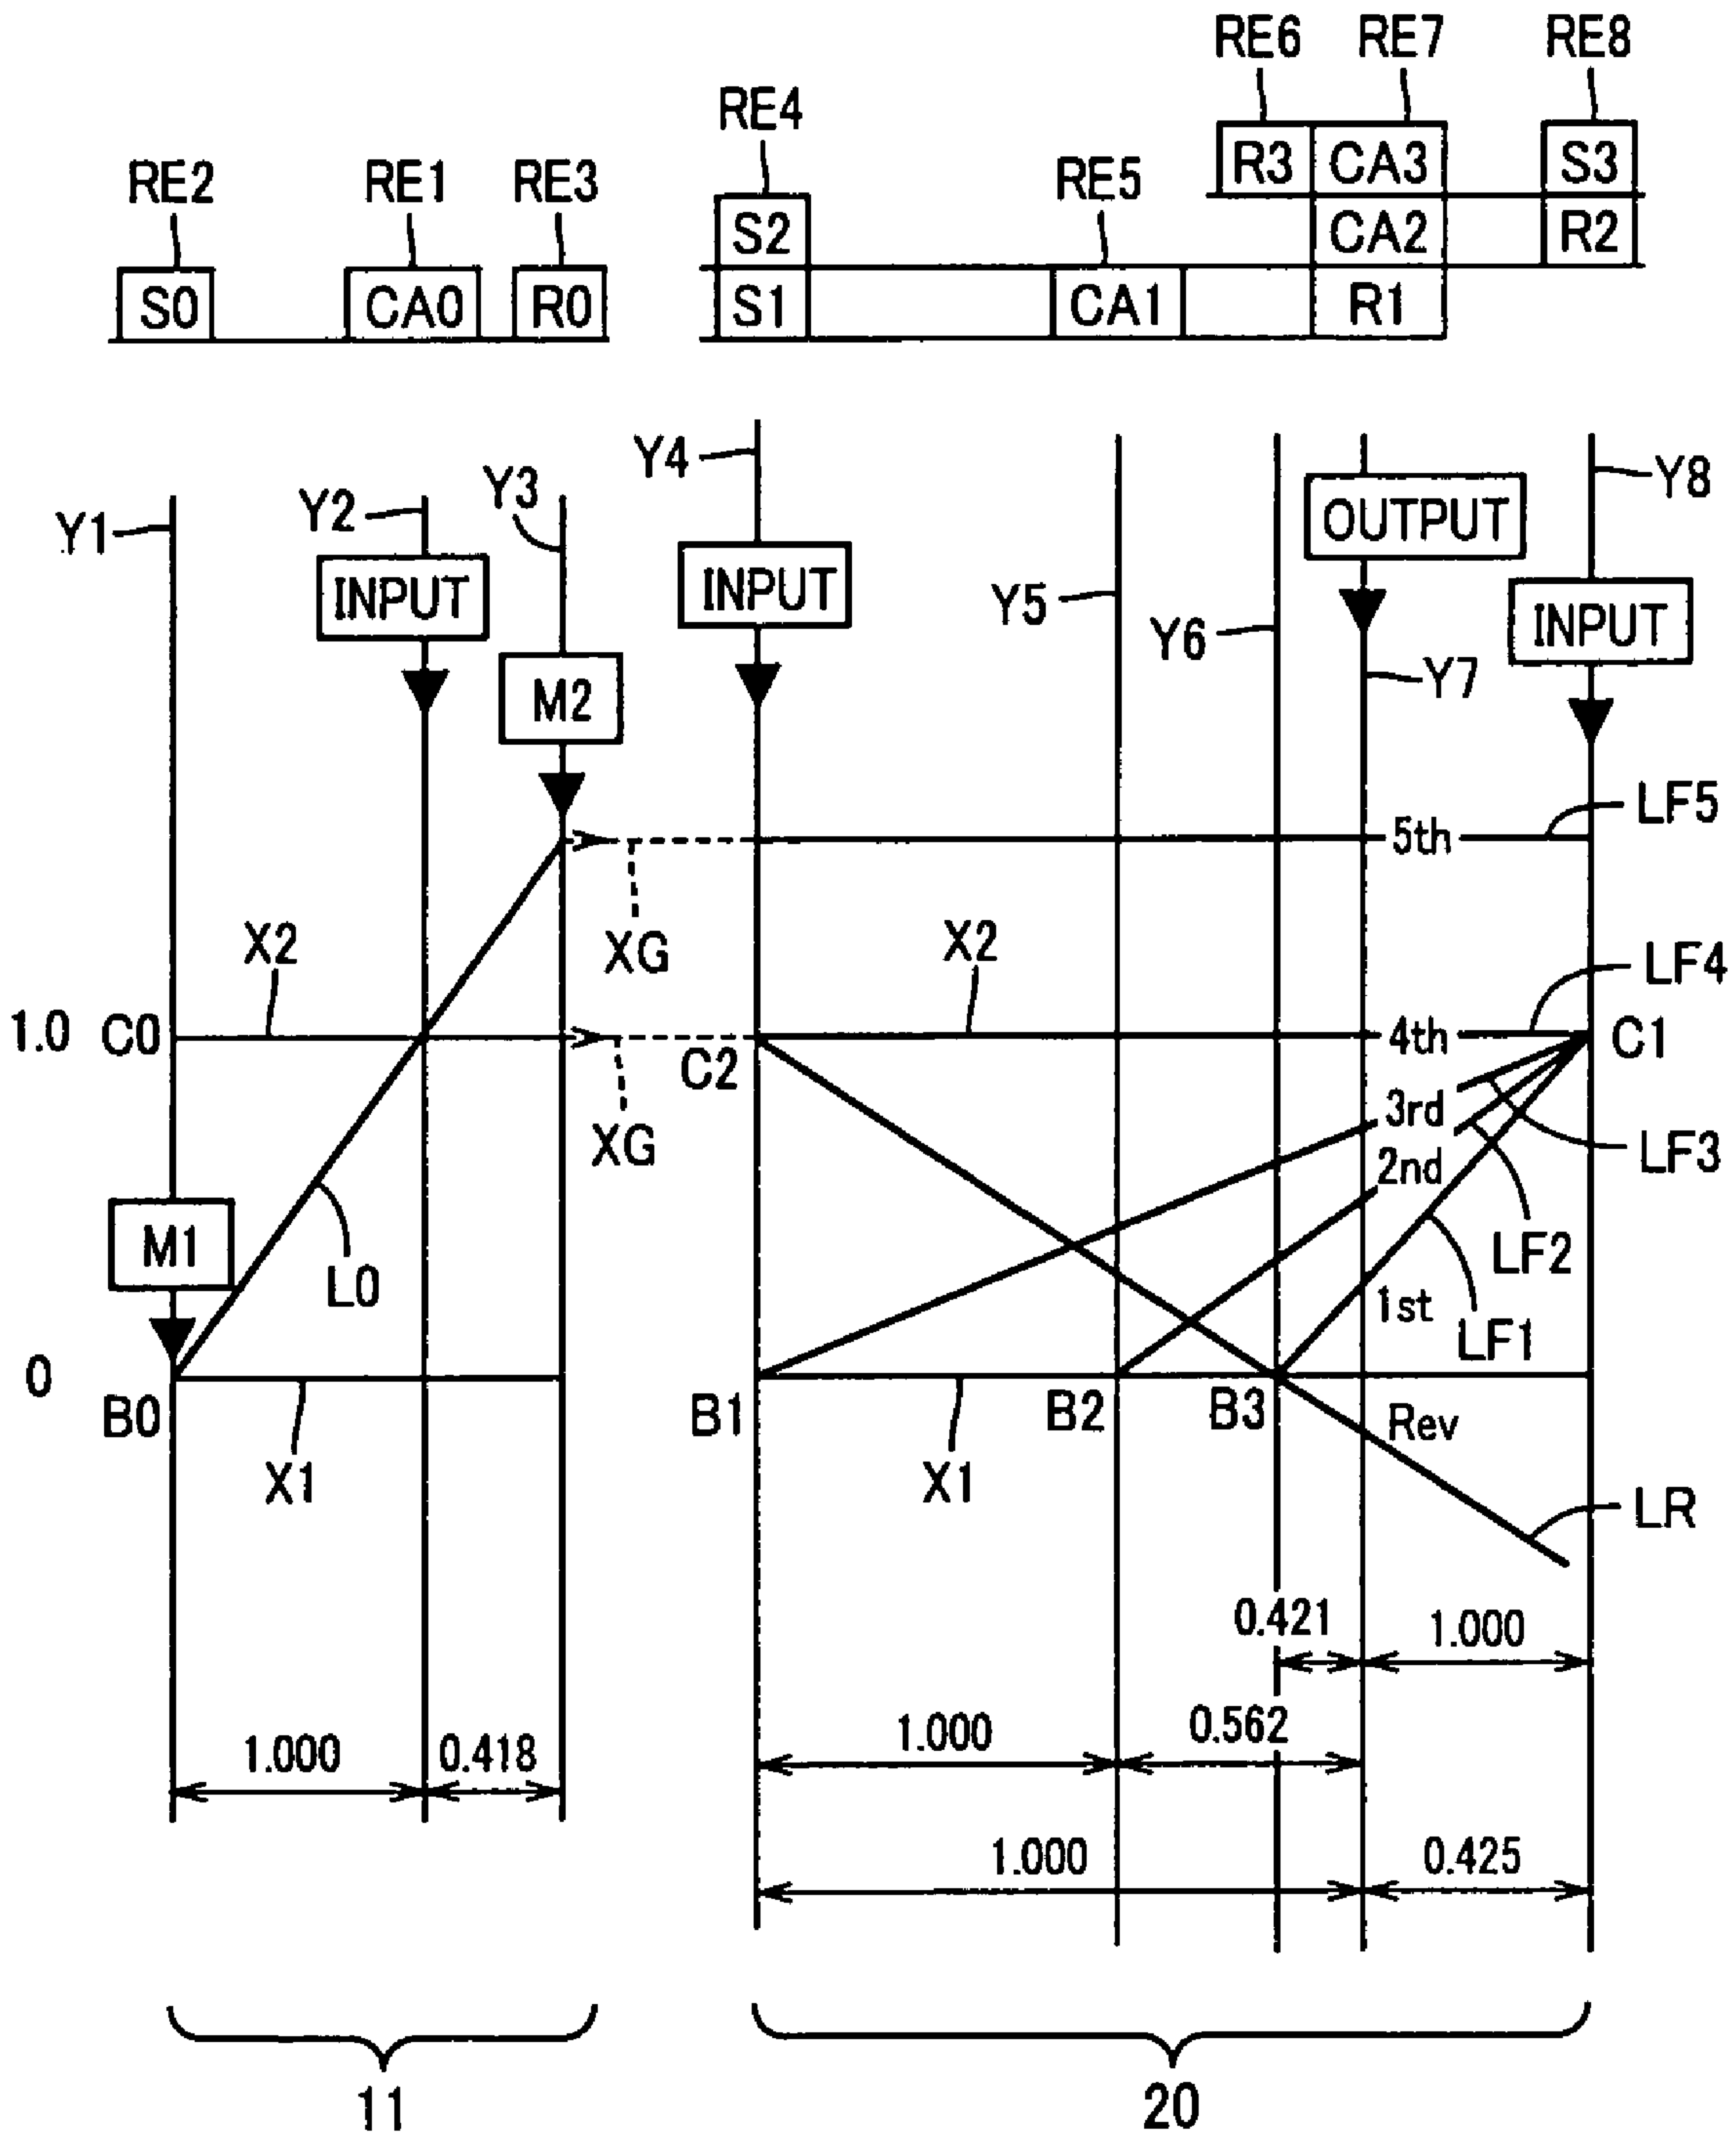 RE6 RE7 RE8
RE4
RE2 RE1 RE3 RE5
R3 CA3 S3
S2 CA2 R2
S0 CA0 R0 S1 CA1 R1
Y4 Y8
Y1 Y2 Y3 OUTPUT
INPUT INPUT Y5 Y6 INPUT
M2 Y7
LF5
5th
X2 XG X2 LF4
1.0 C0 C2 4th C1
XG 3rd LF3
2nd
M1 L0 LF2
1st LF1
0
B0 B1 B2 B3 Rev
X1 X1 LR
0.421 1.000
1.000 0.418 1.000 0.562
1.000 0.425
11 20